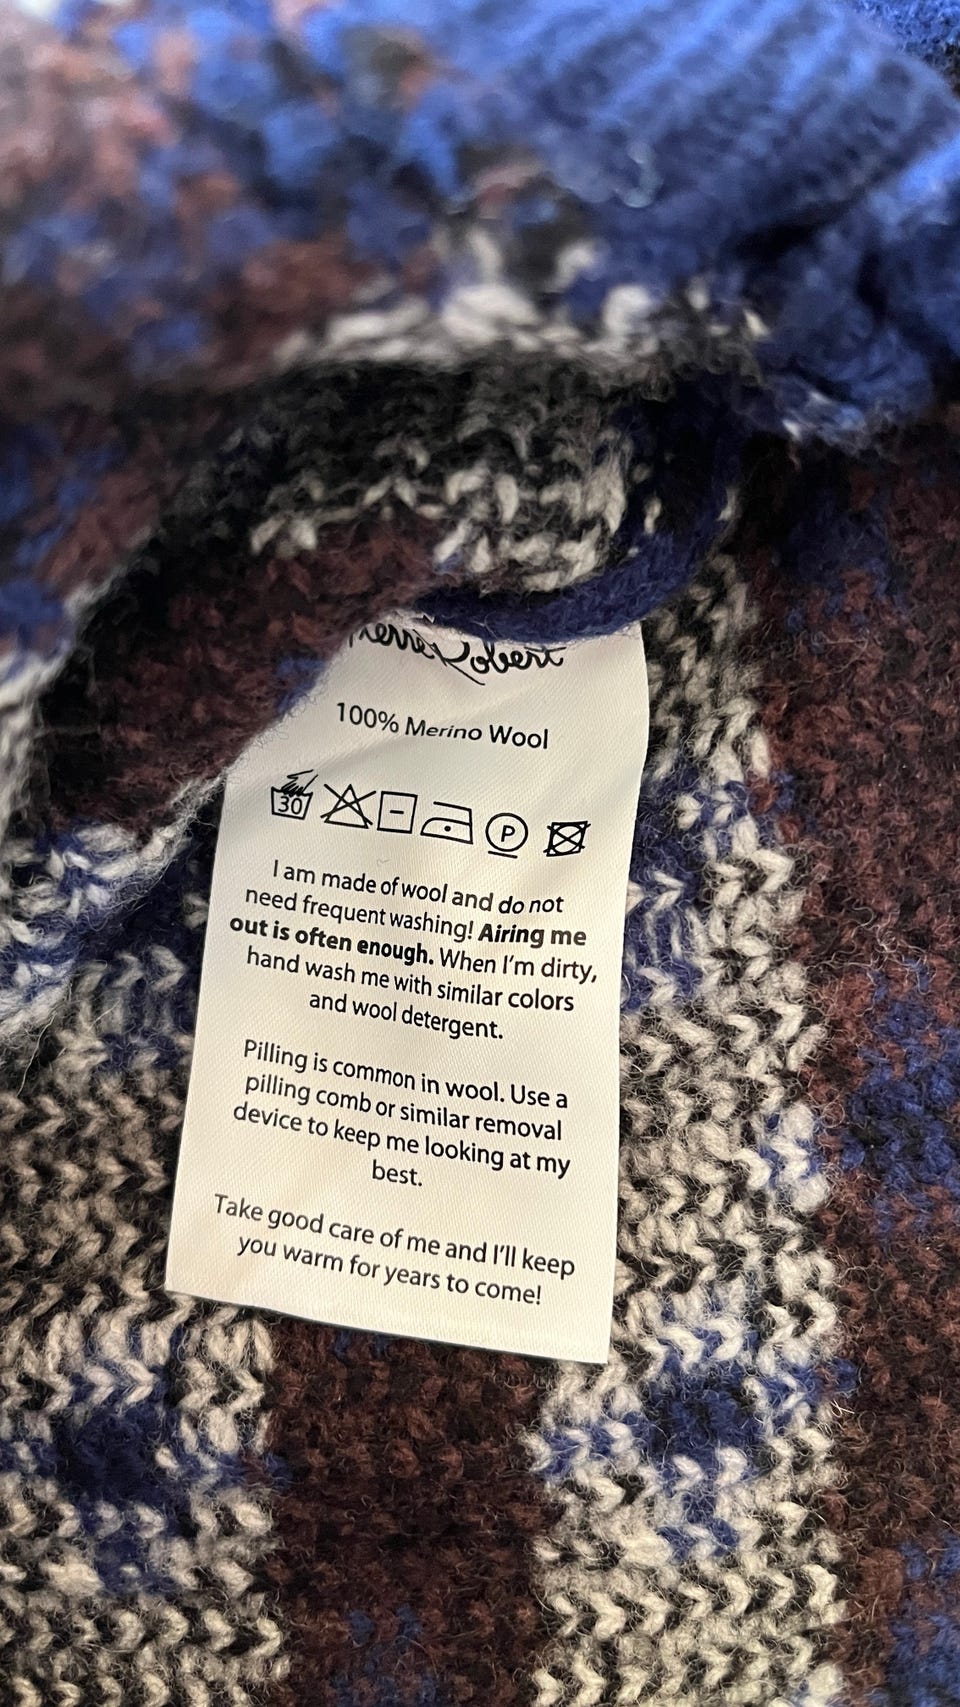 Robert
100% Merino Wool
30 P
I am made of wool and do not
need frequent washing! Airing me
out is often enough. When I'm dirty,
hand wash me with similar colors
and wool detergent.
Pilling is common in wool. Use a
pilling comb or similar removal
device to keep me looking at my
best.
Take good care of me and I'll keep
you warm for years to come!